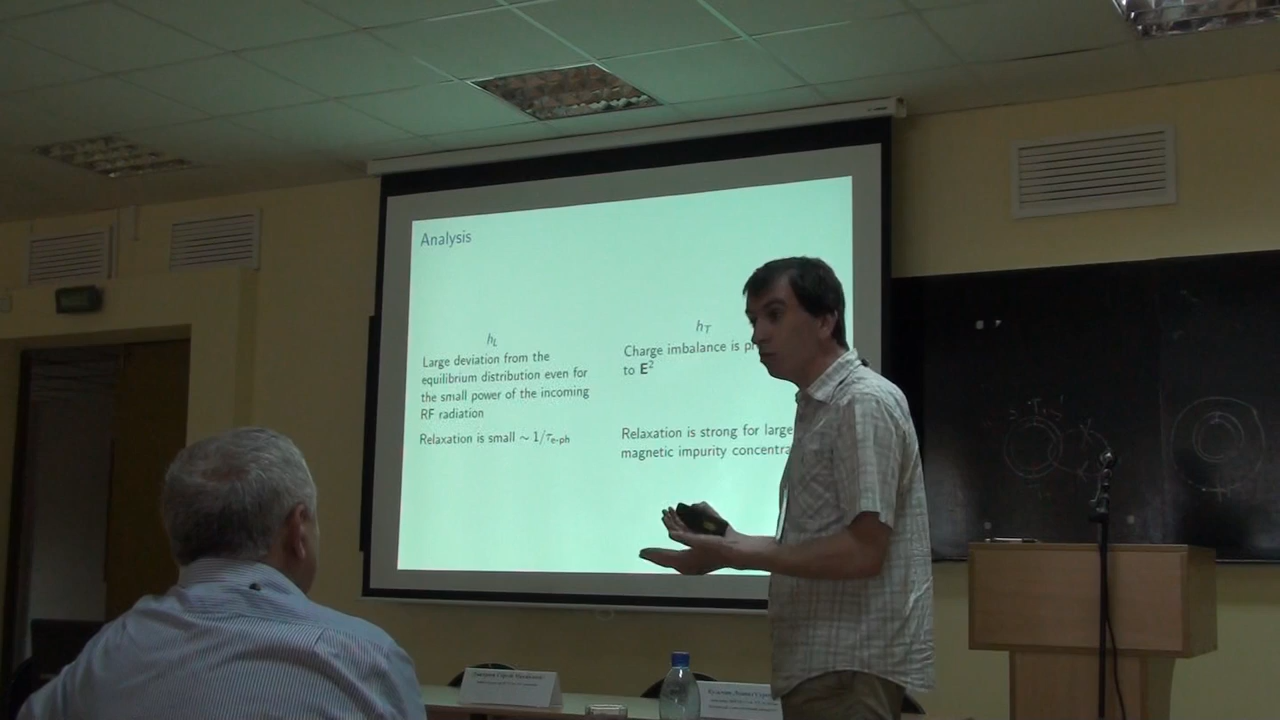 Analysis
h_L
Large deviation from the
equilibrium distribution even for
the small power of the incoming
RF radiation
Relaxation is small ~ 1/τ_e-ph
h_T
Charge imbalance is
to E²
Relaxation is strong for large
magnetic impurity